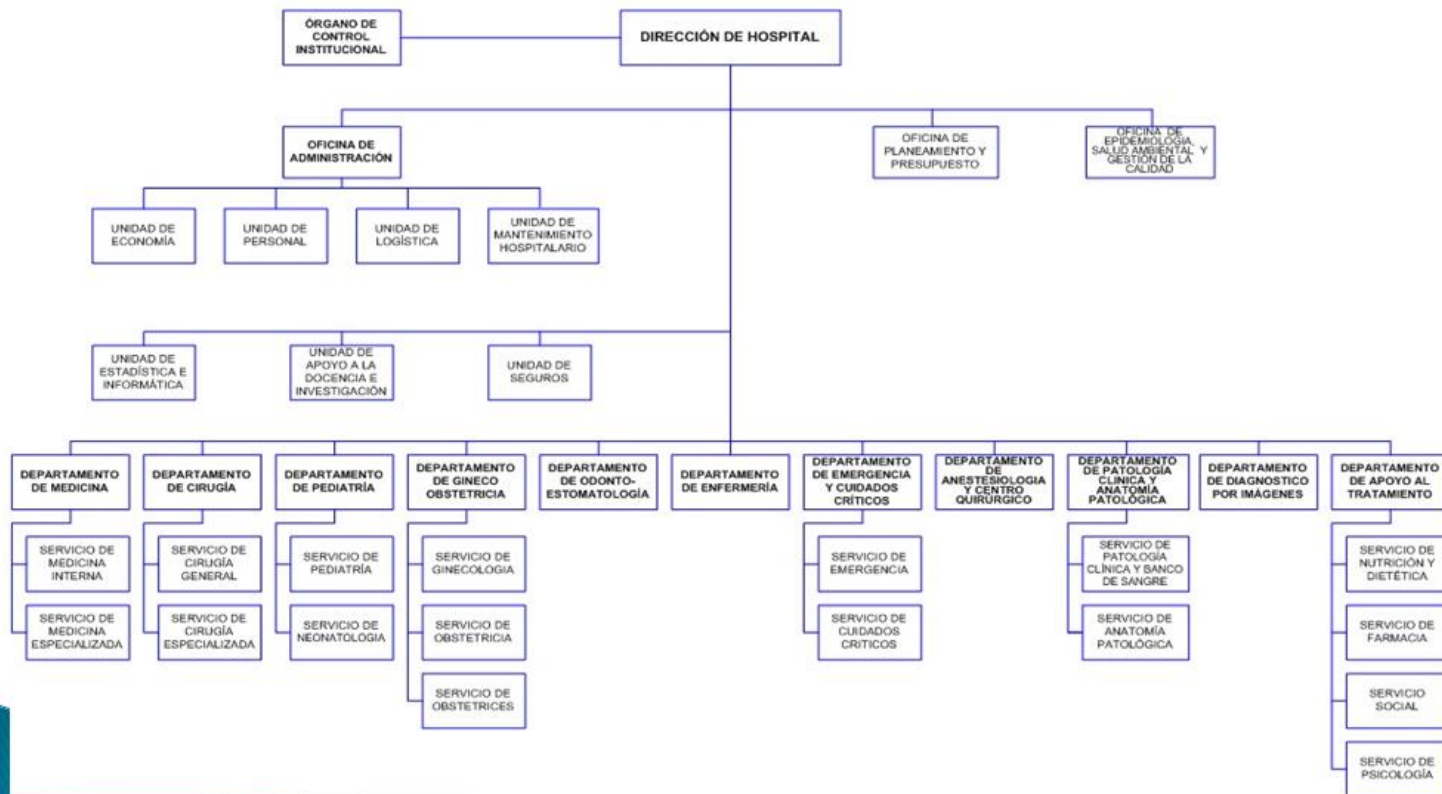 ÓRGANO DE
CONTROL
INSTITUCIONAL
DIRECCIÓN DE HOSPITAL
OFICINA DE
ADMINISTRACIÓN
OFICINA DE
PLANEAMIENTO Y
PRESUPUESTO
OFICINA DE
EPIDEMIOLOGIA,
SALUD AMBIENTAL Y
GESTIÓN DE LA
CALIDAD
UNIDAD DE
ECONOMÍA
UNIDAD DE
PERSONAL
UNIDAD DE
LOGÍSTICA
UNIDAD DE
MANTENIMIENTO
HOSPITALARIO
UNIDAD DE
ESTADÍSTICA E
INFORMÁTICA
UNIDAD DE
APOYO A LA
DOCENCIA E
INVESTIGACIÓN
UNIDAD DE
SEGUROS
DEPARTAMENTO
DE MEDICINA
DEPARTAMENTO
DE CIRUGÍA
DEPARTAMENTO
DE PEDIATRÍA
DEPARTAMENTO
DE GINECO
OBSTETRICIA
DEPARTAMENTO
DE ODONTO-
ESTOMATOLOGÍA
DEPARTAMENTO
DE ENFERMERÍA
DEPARTAMENTO
DE EMERGENCIA
Y CUIDADOS
CRÍTICOS
DEPARTAMENTO
DE
ANESTESIOLOGIA
Y CENTRO
QUIRÚRGICO
DEPARTAMENTO
DE PATOLOGÍA
CLÍNICA Y
ANATOMÍA
PATOLÓGICA
DEPARTAMENTO
DE DIAGNOSTICO
POR IMÁGENES
DEPARTAMENTO
DE APOYO AL
TRATAMIENTO
SERVICIO DE
MEDICINA
INTERNA
SERVICIO DE
CIRUGÍA
GENERAL
SERVICIO DE
PEDIATRÍA
SERVICIO DE
GINECOLOGIA
SERVICIO DE
EMERGENCIA
SERVICIO DE
PATOLOGÍA
CLÍNICA Y BANCO
DE SANGRE
SERVICIO DE
NUTRICIÓN Y
DIETÉTICA
SERVICIO DE
MEDICINA
ESPECIALIZADA
SERVICIO DE
CIRUGÍA
ESPECIALIZADA
SERVICIO DE
NEONATOLOGIA
SERVICIO DE
OBSTETRICIA
SERVICIO DE
CUIDADOS
CRITICOS
SERVICIO DE
ANATOMÍA
PATOLÓGICA
SERVICIO DE
FARMACIA
SERVICIO DE
OBSTETRICES
SERVICIO
SOCIAL
SERVICIO DE
PSICOLOGÍA